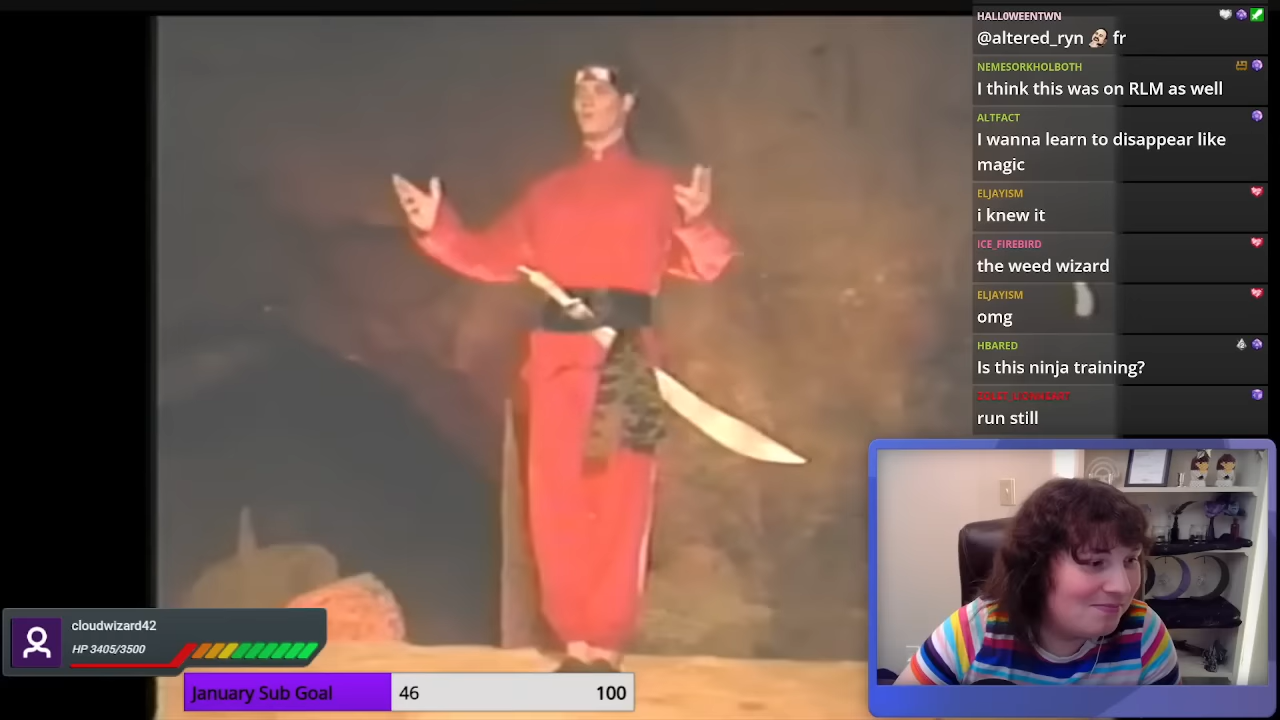 HALL0WEENTWN
@altered_ryn fr
NEMESORKHOLBOTH
I think this was on RLM as well
ALTFACT
I wanna learn to disappear like
magic
ELJAYISM
i knew it
ICE_FIREBIRD
the weed wizard
ELJAYISM
omg
HBARED
Is this ninja training?
run still
cloudwizard42
HP 3405/3500
January Sub Goal
46
100